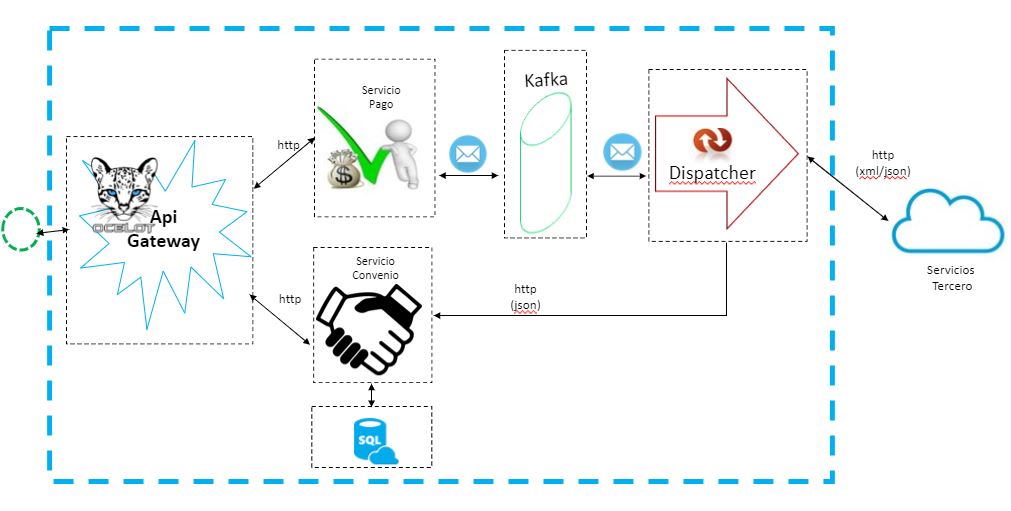 Servicio
Pago
Kafka
http
$
Dispatcher
http
(xml/json)
OCELOT
Api
Gateway
Servicios
Tercero
Servicio
Convenio
http
http
(json)
SQL